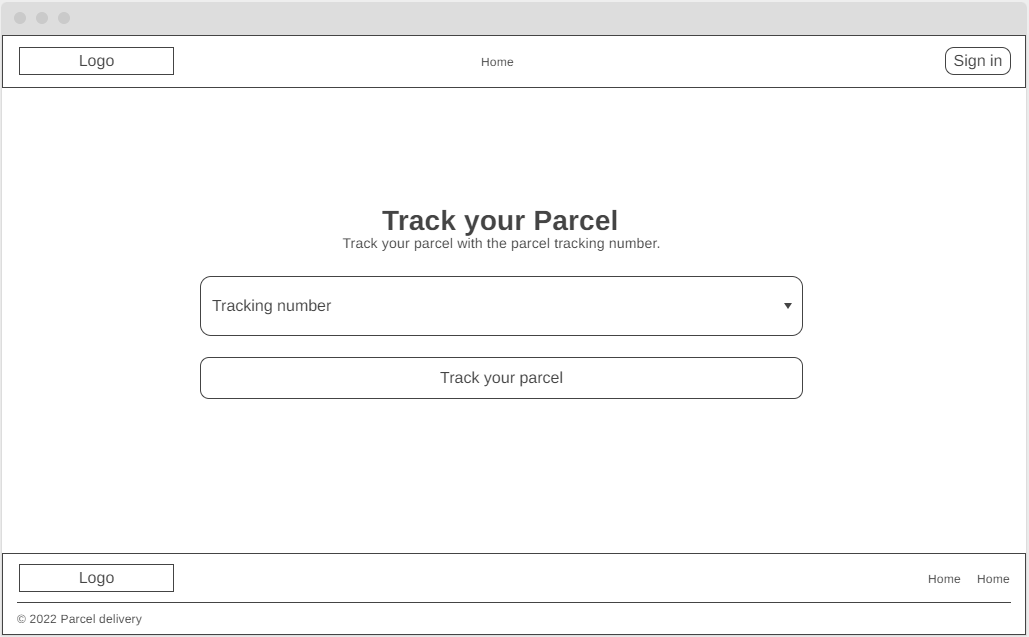 Logo
Home
Sign in
Track your Parcel
Track your parcel with the parcel tracking number.
Tracking number
Track your parcel
Logo
Home
Home
© 2022 Parcel delivery